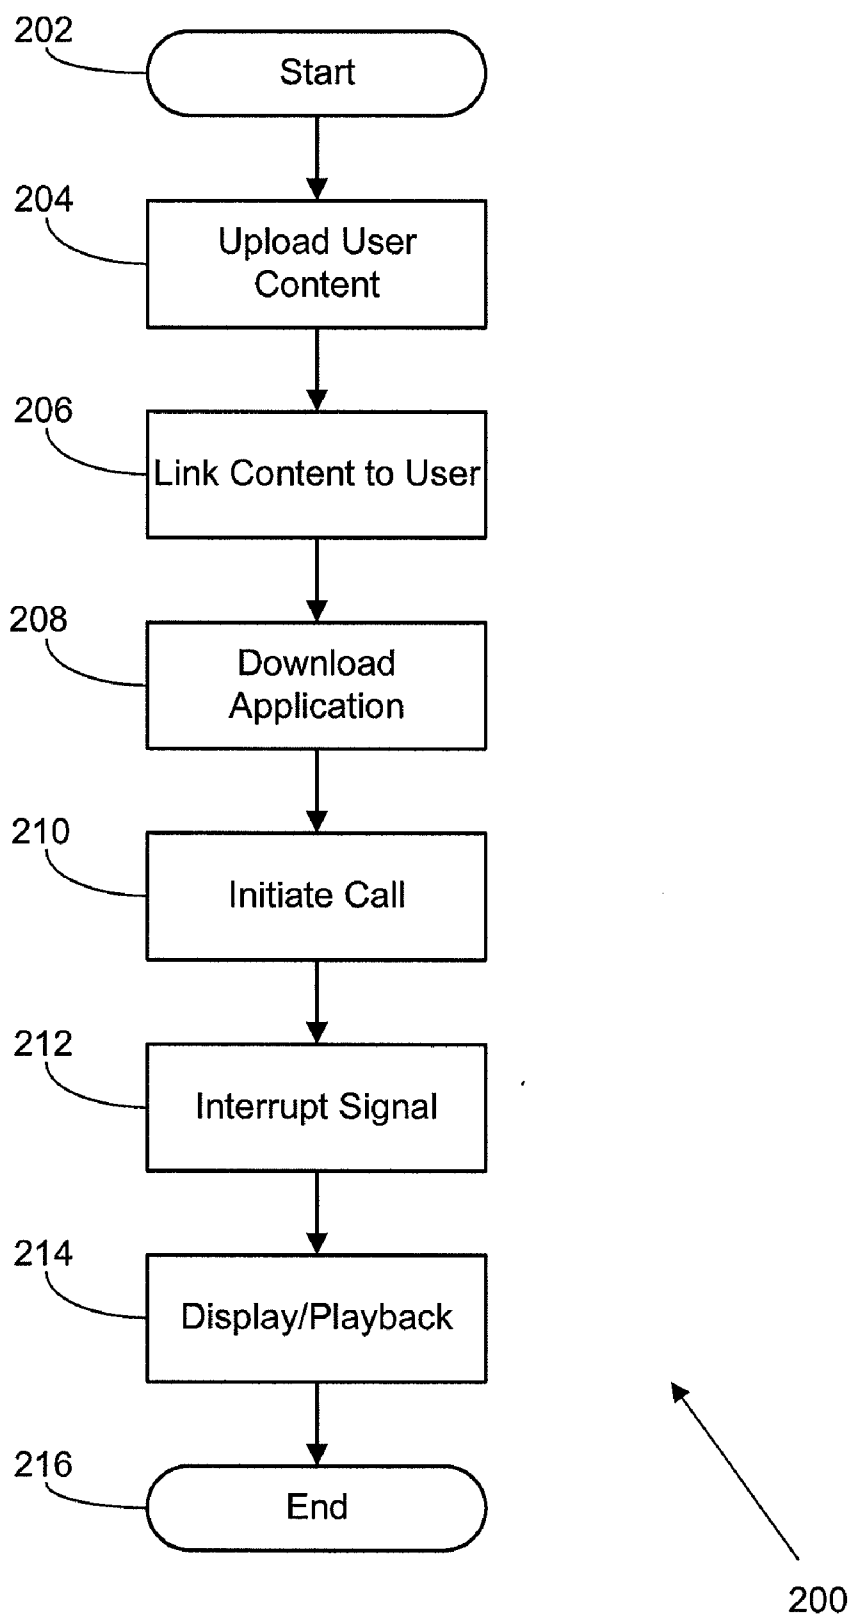 202
Start
204
Upload User
Content
206
Link Content to User
208
Download
Application
210
Initiate Call
212
Interrupt Signal
214
Display/Playback
216
End
200